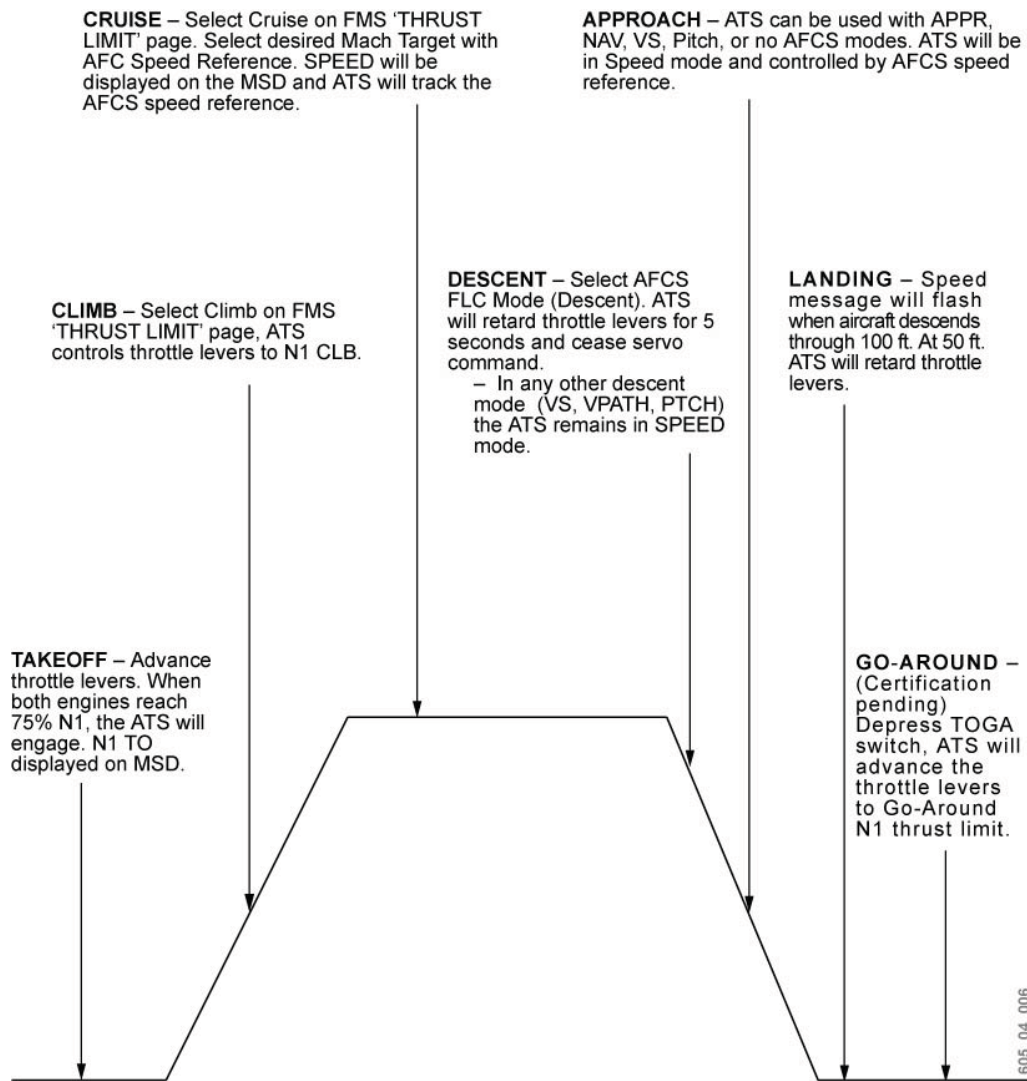 CRUISE – Select Cruise on FMS ‘THRUST
LIMIT’ page. Select desired Mach Target with
AFC Speed Reference. SPEED will be
displayed on the MSD and ATS will track the
AFCS speed reference.
APPROACH – ATS can be used with APPR,
NAV, VS, Pitch, or no AFCS modes. ATS will be
in Speed mode and controlled by AFCS speed
reference.
CLIMB – Select Climb on FMS
‘THRUST LIMIT’ page, ATS
controls throttle levers to N1 CLB.
DESCENT – Select AFCS
FLC Mode (Descent). ATS
will retard throttle levers for 5
seconds and cease servo
command.
– In any other descent
mode (VS, VPATH, PTCH)
the ATS remains in SPEED
mode.
LANDING – Speed
message will flash
when aircraft descends
through 100 ft. At 50 ft.
ATS will retard throttle
levers.
TAKEOFF – Advance
throttle levers. When
both engines reach
75% N1, the ATS will
engage. N1 TO
displayed on MSD.
GO-AROUND –
(Certification
pending)
Depress TOGA
switch, ATS will
advance the
throttle levers
to Go-Around
N1 thrust limit.
605_04_006